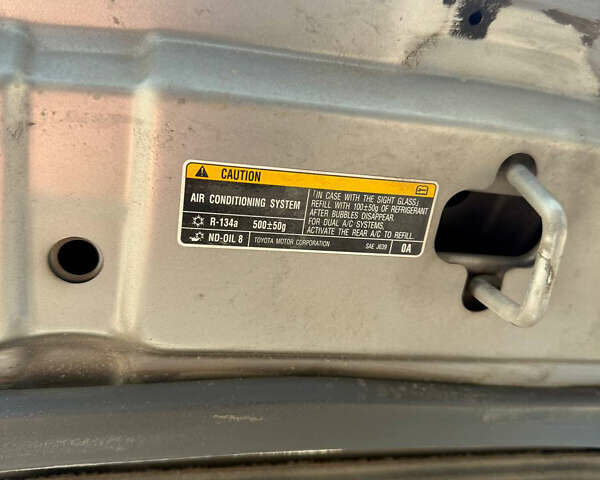 CAUTION
AIR CONDITIONING SYSTEM
R-134a 500±50g
ND-OIL 8
「IN CASE WITH THE SIGHT GLASS」
REFILL WITH 100±50g OF REFRIGERANT
AFTER BUBBLES DISAPPEAR.
FOR DUAL A/C SYSTEMS,
ACTIVATE THE REAR A/C TO REFILL.
TOYOTA MOTOR CORPORATION SAE J639 0A